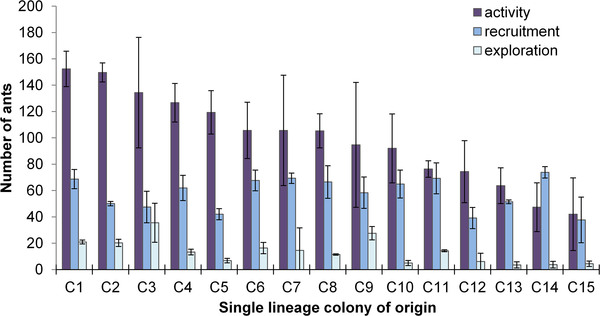 200
180
160
140
120
100
80
60
40
20
0
Number of ants
activity
recruitment
exploration
C1 C2 C3 C4 C5 C6 C7 C8 C9 C10 C11 C12 C13 C14 C15
Single lineage colony of origin